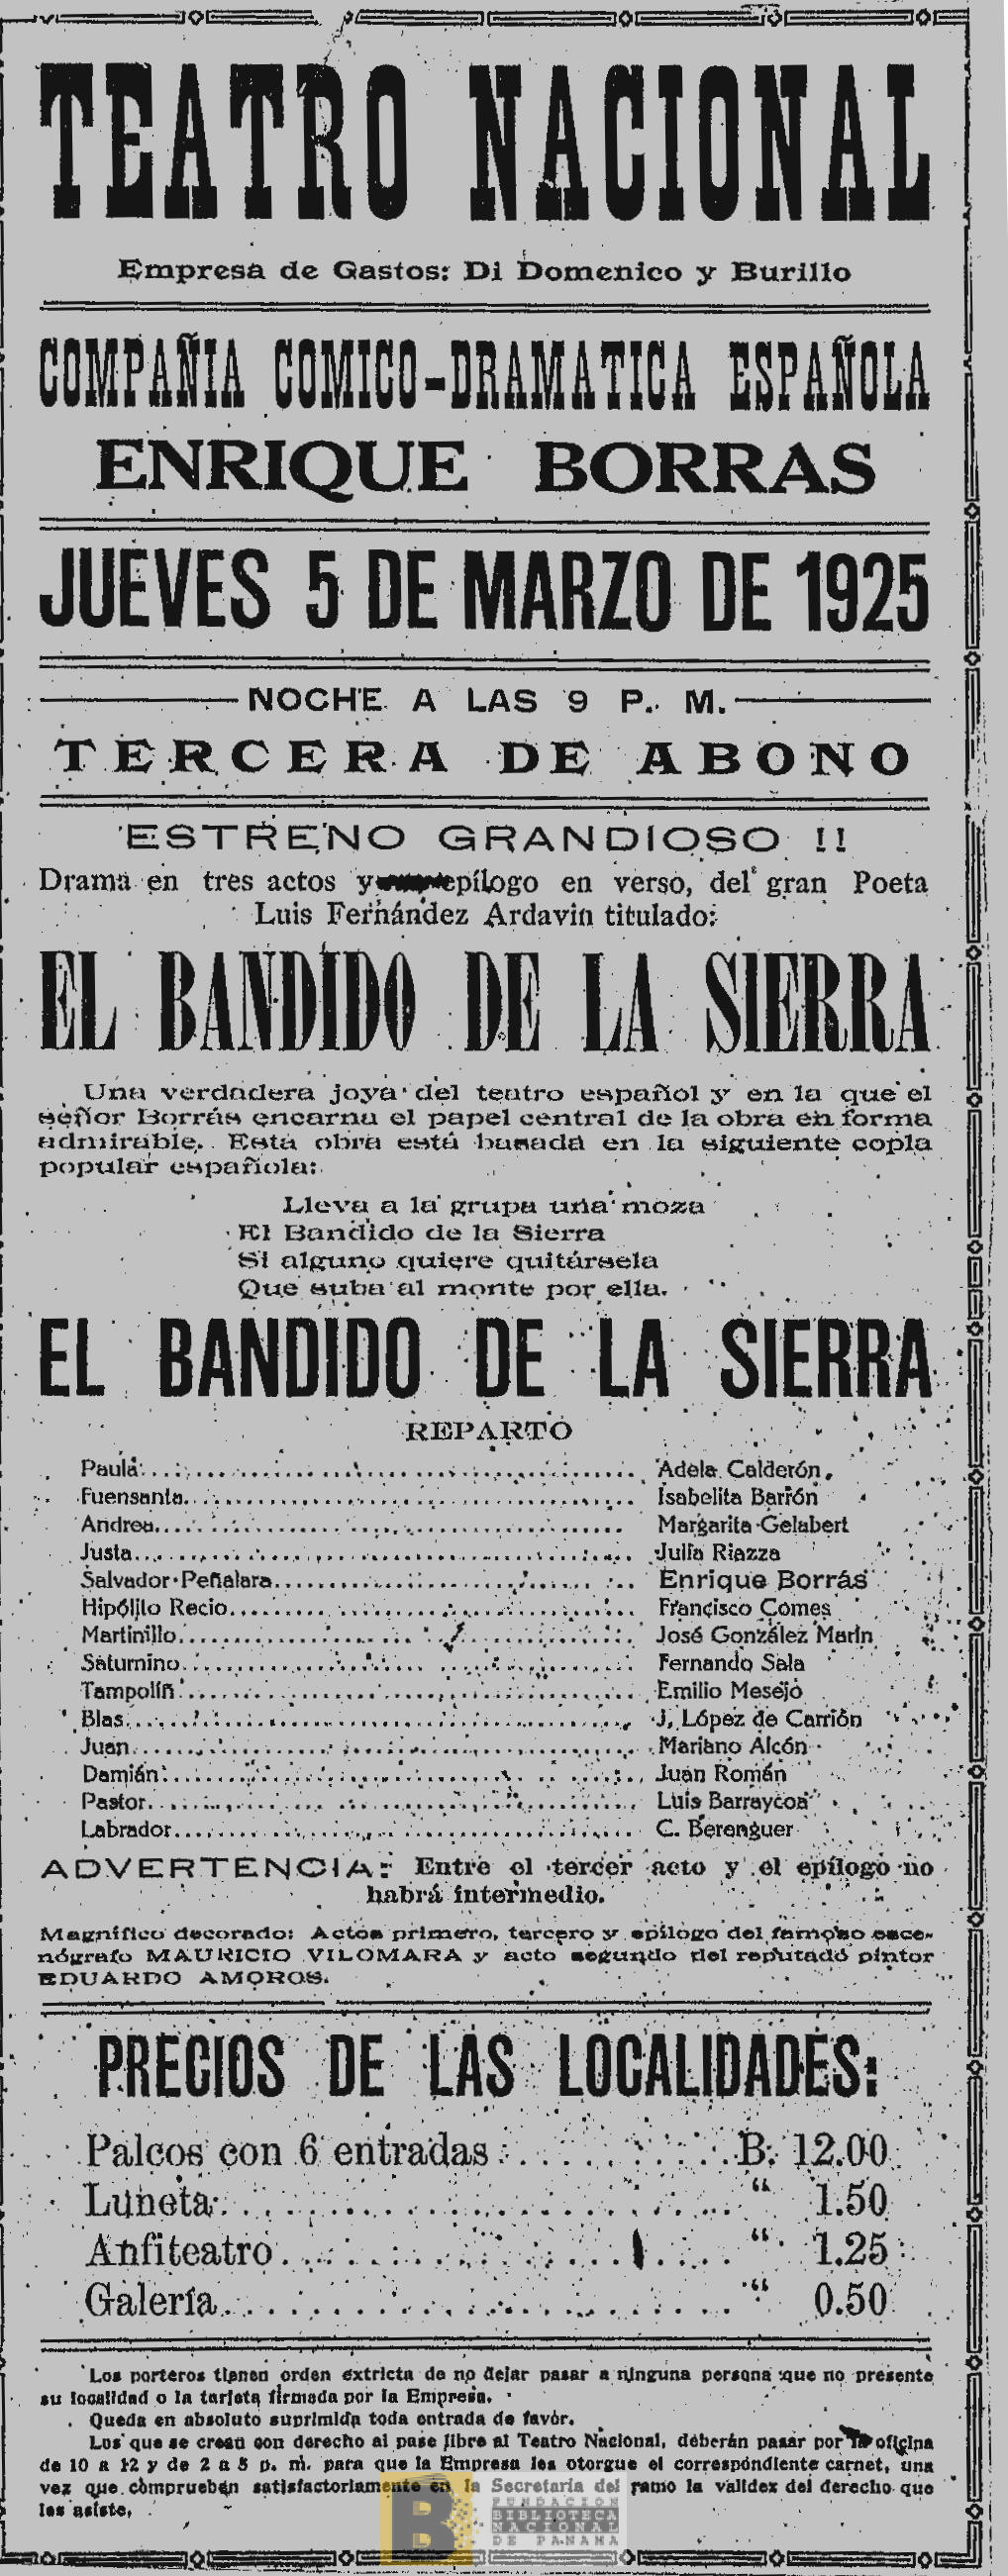 TEATRO NACIONAL
Empresa de Gastos: Di Domenico y Burillo
COMPAÑIA COMICO-DRAMATICA ESPAÑOLA
ENRIQUE BORRAS
JUEVES 5 DE MARZO DE 1925
NOCHE A LAS 9 P. M.
TERCERA DE ABONO
ESTRENO GRANDIOSO !!
Drama en tres actos y epílogo en verso, del gran Poeta
Luis Fernández Ardavin titulado:
EL BANDIDO DE LA SIERRA
Una verdadera joya del teatro español y en la que el
señor Borrás encarna el papel central de la obra en forma
admirable. Esta obra está basada en la siguiente copla
popular española:
Lleva a la grupa una moza
El Bandido de la Sierra
Si alguno quiere quitársela
Que suba al monte por ella.
EL BANDIDO DE LA SIERRA
REPARTO
Paula Adela Calderón
Fuensanta Isabelita Barrón
Andrea Margarita Gelabert
Justa Julia Riazza
Salvador Peñalara Enrique Borrás
Hipólito Recio Francisco Comes
Martinillo José González Marín
Saturnino Fernando Sala
Tampolín Emilio Mesejo
Blas J. López de Carrión
Juan Mariano Alcón
Damián Juan Román
Pastor Luis Barraycoa
Labrador C. Berenguer
ADVERTENCIA: Entre el tercer acto y el epílogo no
habrá intermedio.
Magnífico decorado: Actos primero, tercero y epílogo del famoso esce-
nógrafo MAURICIO VILOMARA y acto segundo del reputado pintor
EDUARDO AMOROS.
PRECIOS DE LAS LOCALIDADES:
Palcos con 6 entradas B. 12.00
Luneta “ 1.50
Anfiteatro “ 1.25
Galería “ 0.50
Los porteros tienen orden extricta de no dejar pasar a ninguna persona que no presente
su localidad o la tarjeta firmada por la Empresa.
Queda en absoluto suprimida toda entrada de favor.
Los que se crean con derecho al pase libre al Teatro Nacional, deberán pasar por la oficina
de 10 a 12 y de 2 a 5 p. m. para que la Empresa les otorgue el correspondiente carnet, una
vez que comprueben satisfactoriamente en la Secretaría del ramo la validez del derecho que
les asiste.
B
FUNDACION
BIBLIOTECA
NACIONAL
DE PANAMA